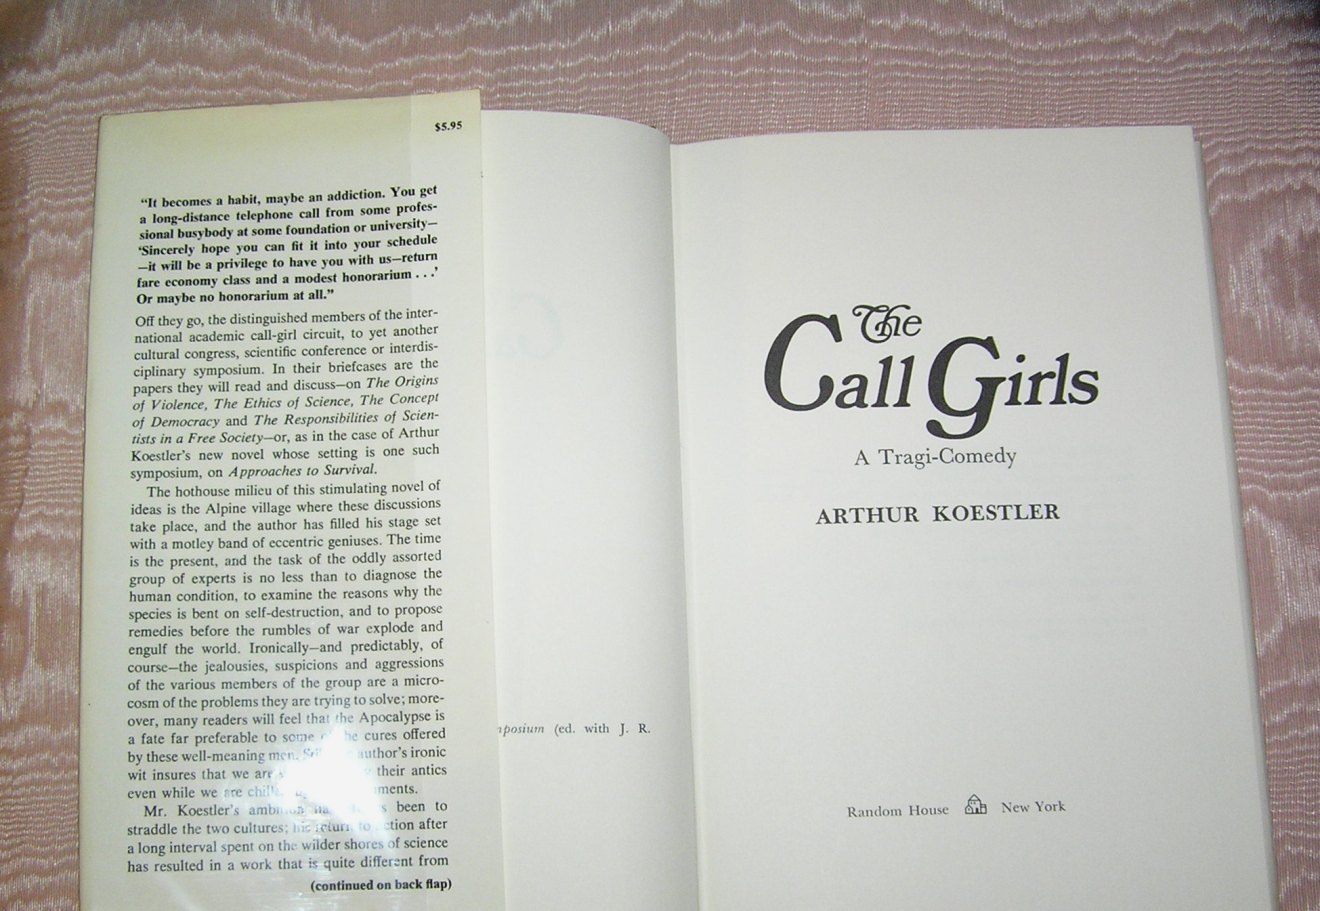 $5.95
“It becomes a habit, maybe an addiction. You get
a long-distance telephone call from some profes-
sional busybody at some foundation or university—
‘Sincerely hope you can fit it into your schedule
—it will be a privilege to have you with us—return
fare economy class and a modest honorarium . . .’
Or maybe no honorarium at all.”
Off they go, the distinguished members of the inter-
national academic call-girl circuit, to yet another
cultural congress, scientific conference or interdis-
ciplinary symposium. In their briefcases are the
papers they will read and discuss—on The Origins
of Violence, The Ethics of Science, The Concept
of Democracy and The Responsibilities of Scien-
tists in a Free Society—or, as in the case of Arthur
Koestler's new novel whose setting is one such
symposium, on Approaches to Survival.
The hothouse milieu of this stimulating novel of
ideas is the Alpine village where these discussions
take place, and the author has filled his stage set
with a motley band of eccentric geniuses. The time
is the present, and the task of the oddly assorted
group of experts is no less than to diagnose the
human condition, to examine the reasons why the
species is bent on self-destruction, and to propose
remedies before the rumbles of war explode and
engulf the world. Ironically—and predictably, of
course—the jealousies, suspicions and aggressions
of the various members of the group are a micro-
cosm of the problems they are trying to solve; more-
over, many readers will feel that the Apocalypse is
a fate far preferable to some of the cures offered
by these well-meaning men. author's ironic
wit insures that we are their antics
even while we are
Mr. Koestler's ambition been to
straddle the two cultures; his return to fiction after
a long interval spent on the wilder shores of science
has resulted in a work that is quite different from
(continued on back flap)
(ed. with J. R.
The
Call Girls
A Tragi-Comedy
ARTHUR KOESTLER
Random House New York